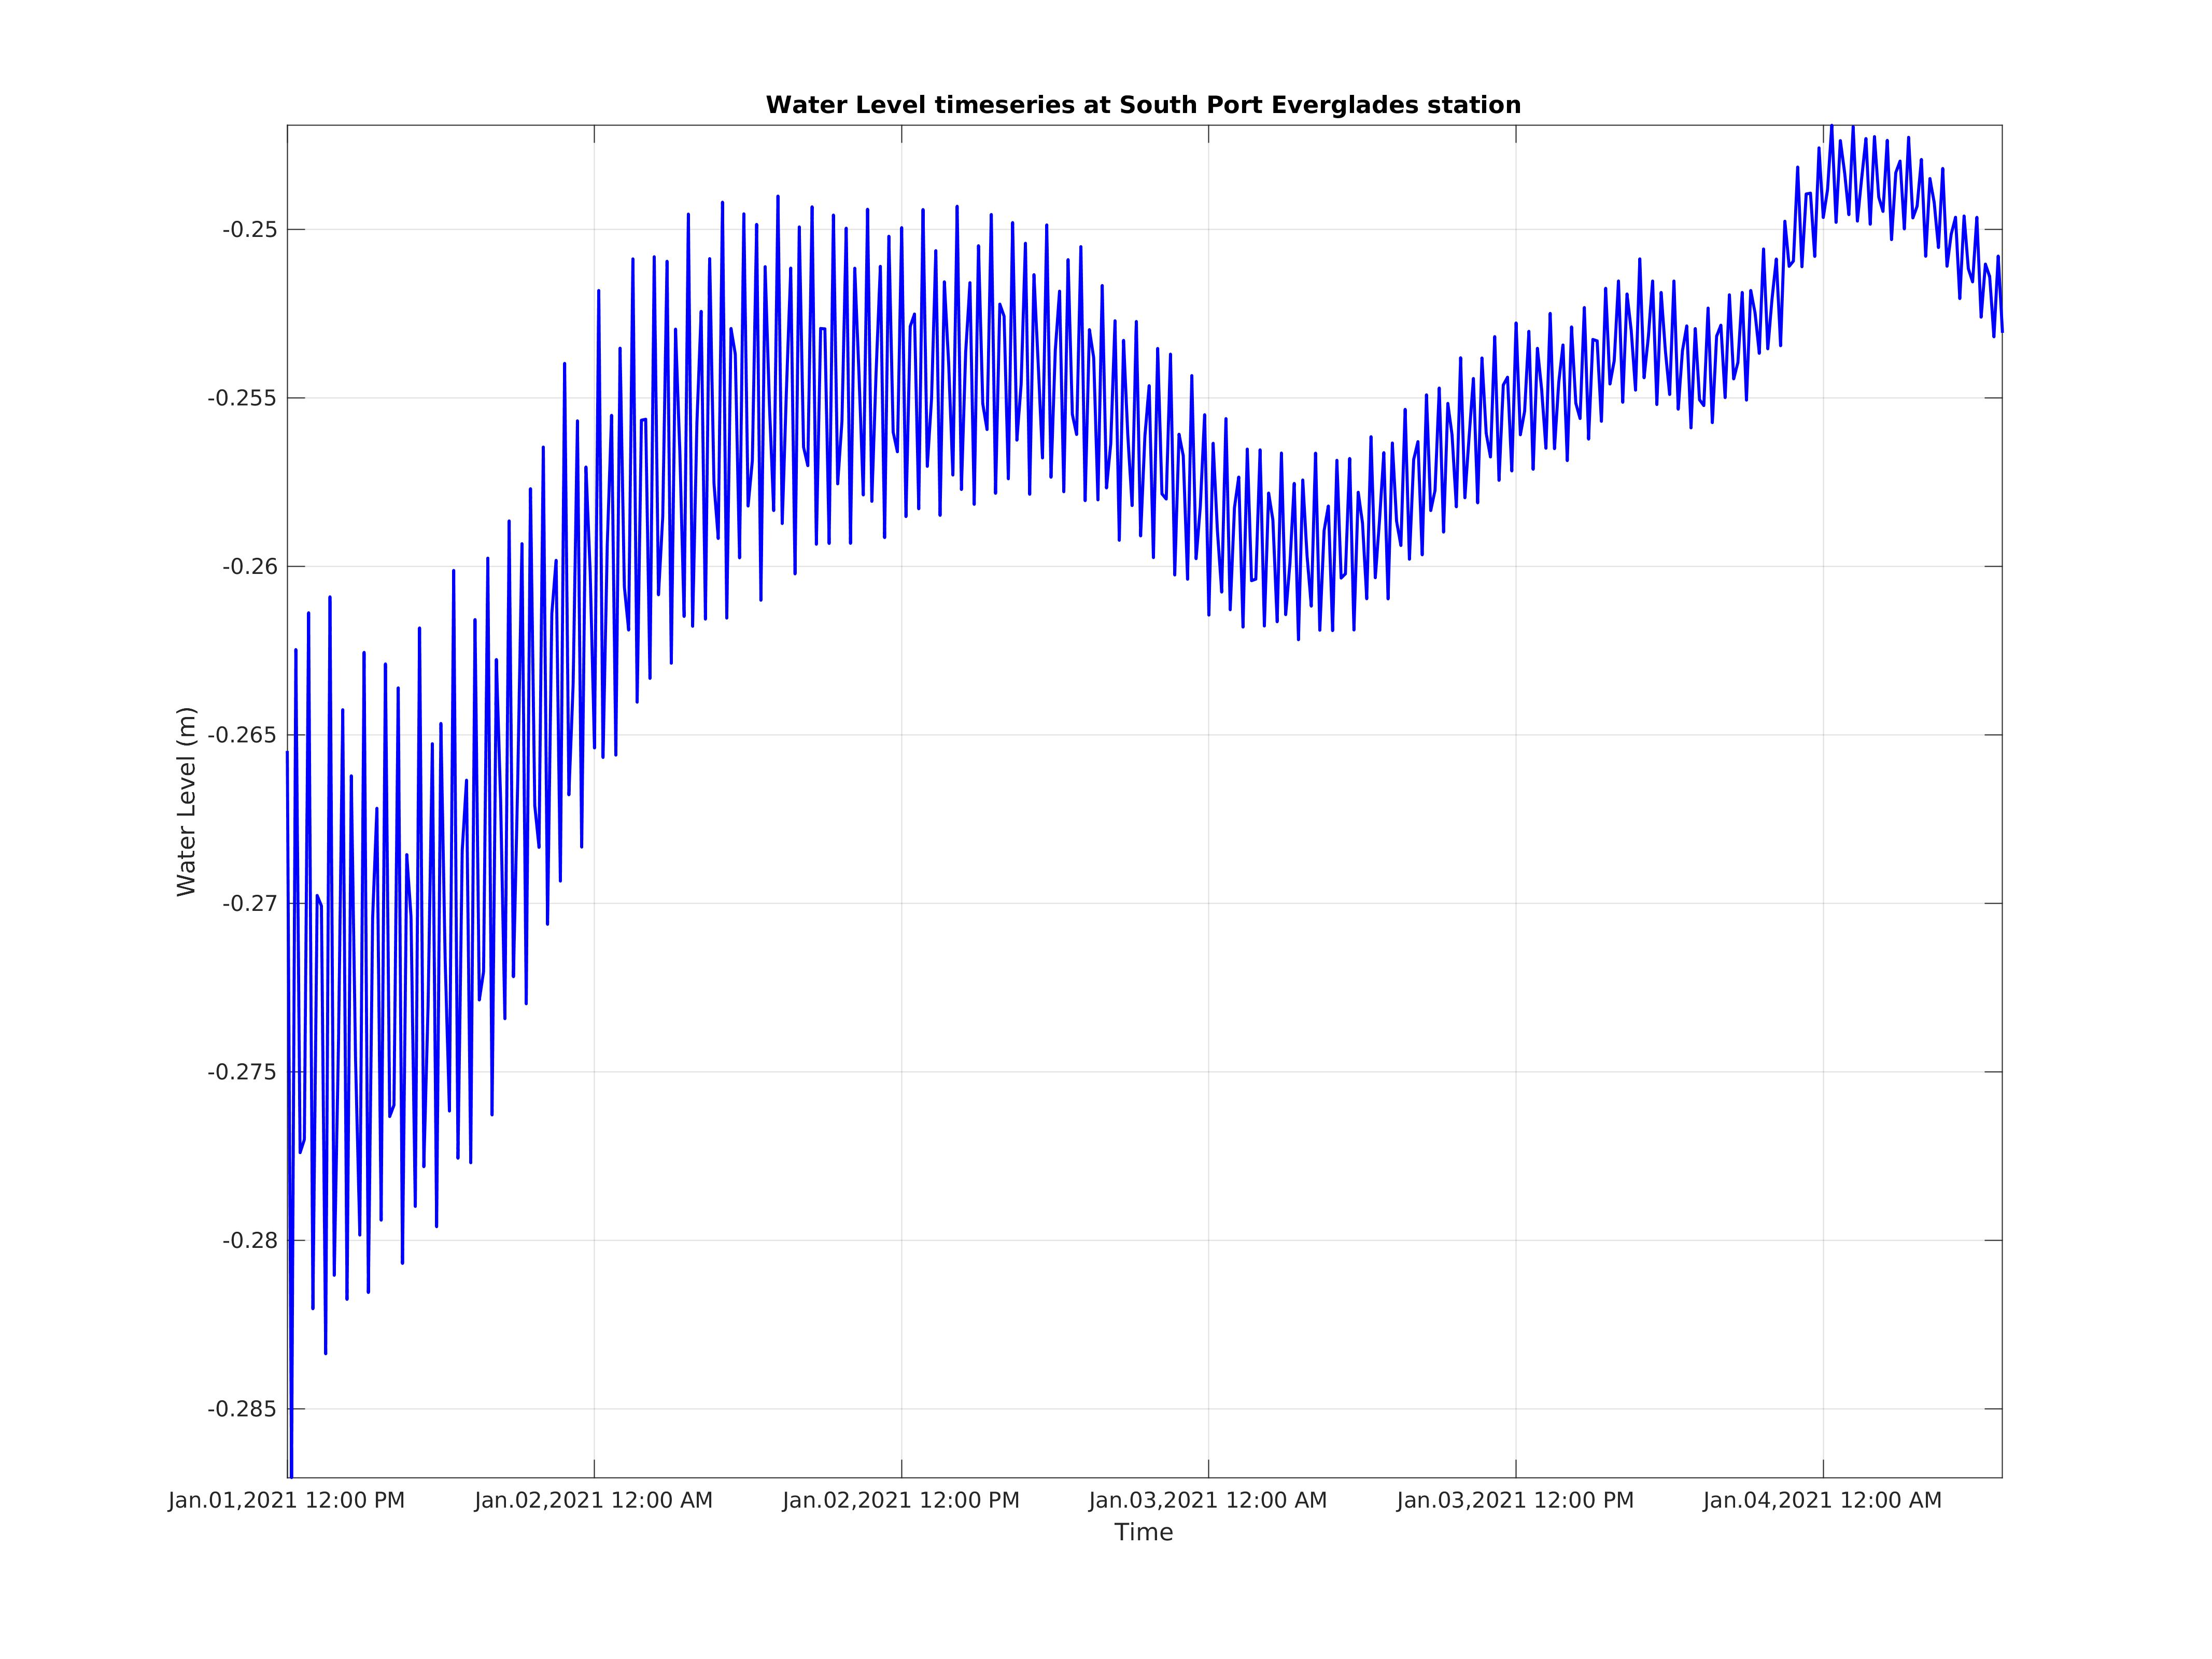 Water Level timeseries at South Port Everglades station
-0.25
-0.255
-0.26
-0.265
-0.27
-0.275
-0.28
-0.285
Water Level (m)
Jan.01,2021 12:00 PM
Jan.02,2021 12:00 AM
Jan.02,2021 12:00 PM
Jan.03,2021 12:00 AM
Jan.03,2021 12:00 PM
Jan.04,2021 12:00 AM
Time